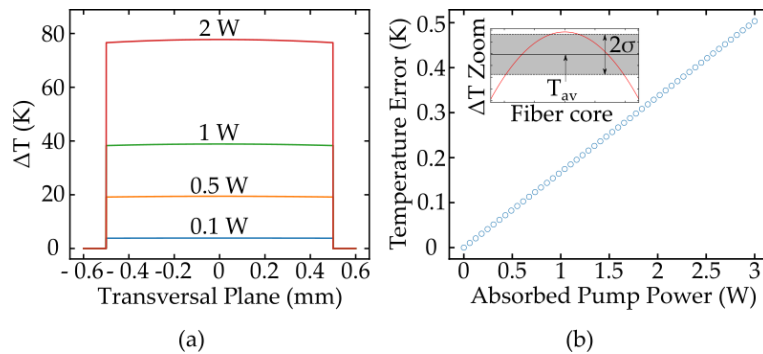 80
60
40
20
0
ΔT (K)
2 W
1 W
0.5 W
0.1 W
- 0.6 - 0.4 - 0.2 0 0.2 0.4 0.6
Transversal Plane (mm)
(a)
0.5
0.4
0.3
0.2
0.1
0
Temperature Error (K)
ΔT Zoom
2σ
Tav
Fiber core
0 0.5 1 1.5 2 2.5 3
Absorbed Pump Power (W)
(b)